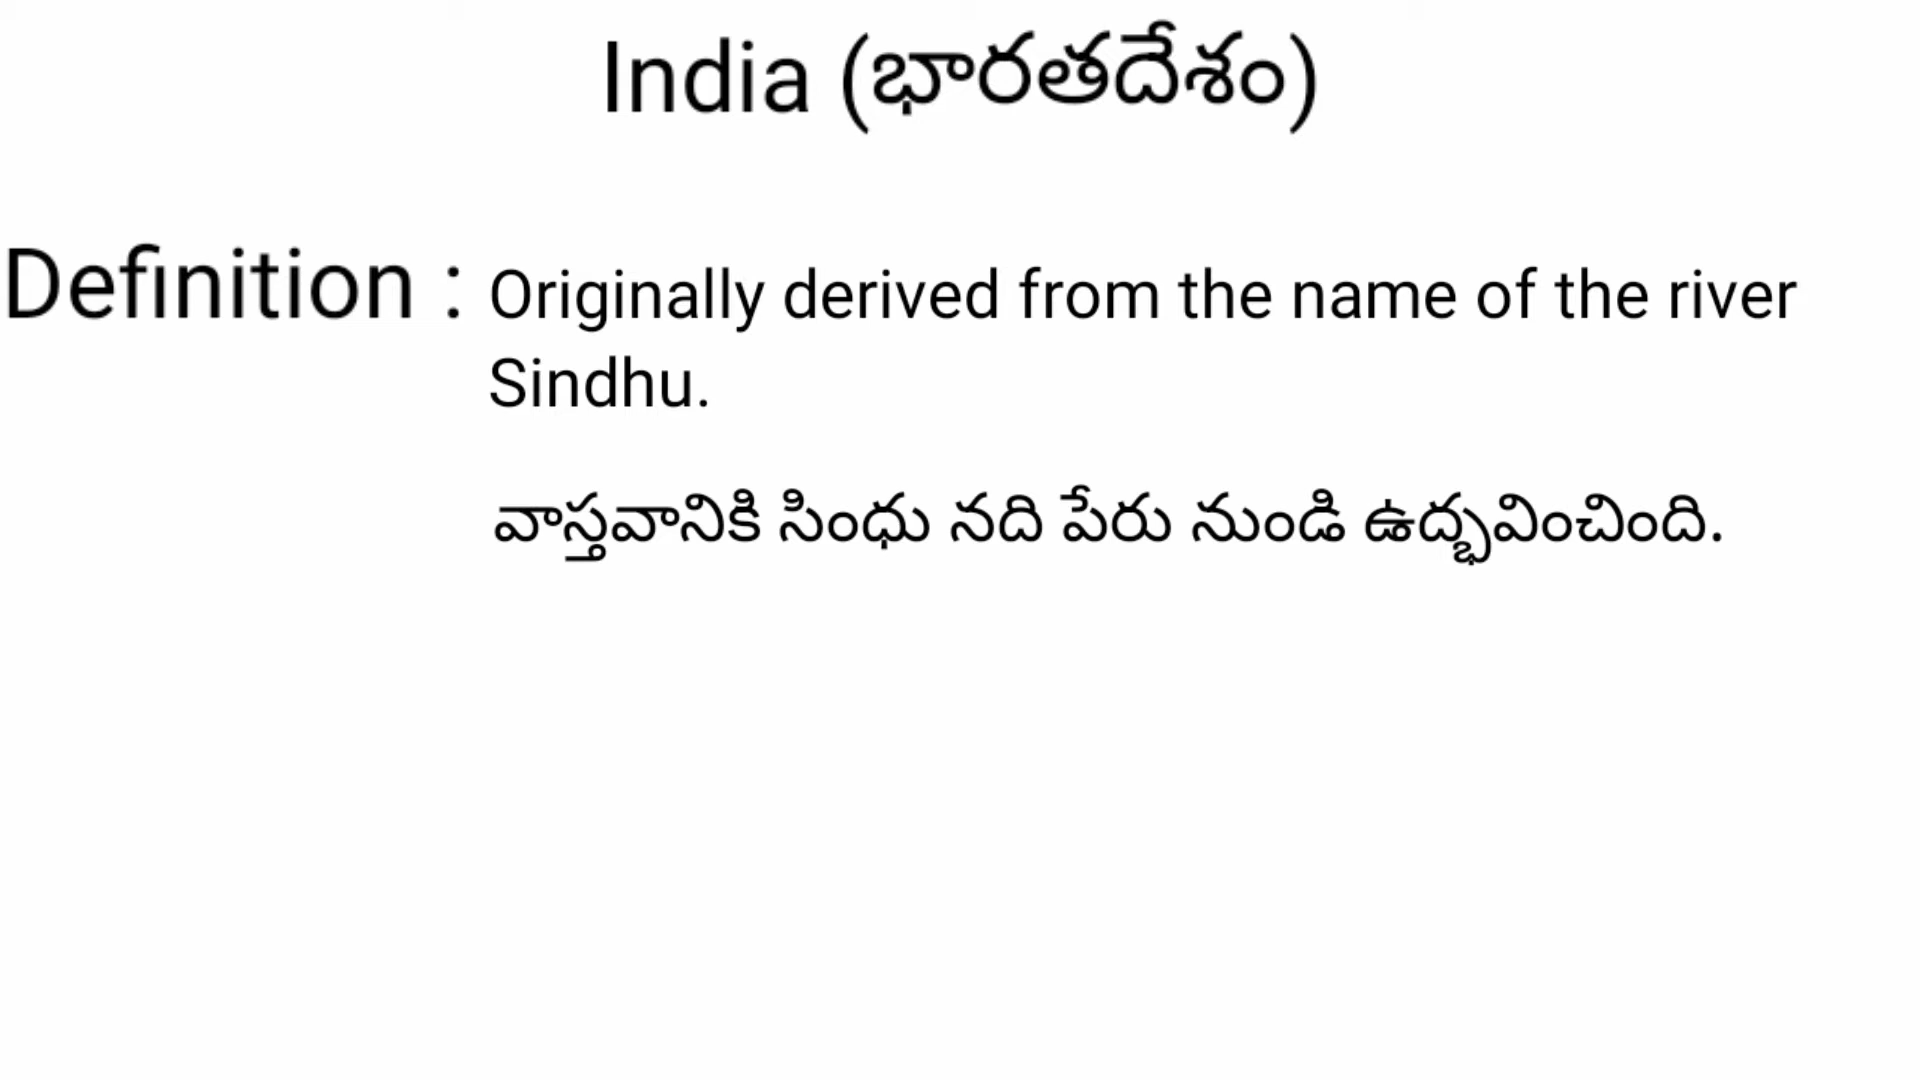 India (భారతదేశం)
Definition : Originally derived from the name of the river
Sindhu.
వాస్తవానికి సింధు నది పేరు నుండి ఉద్భవించింది.